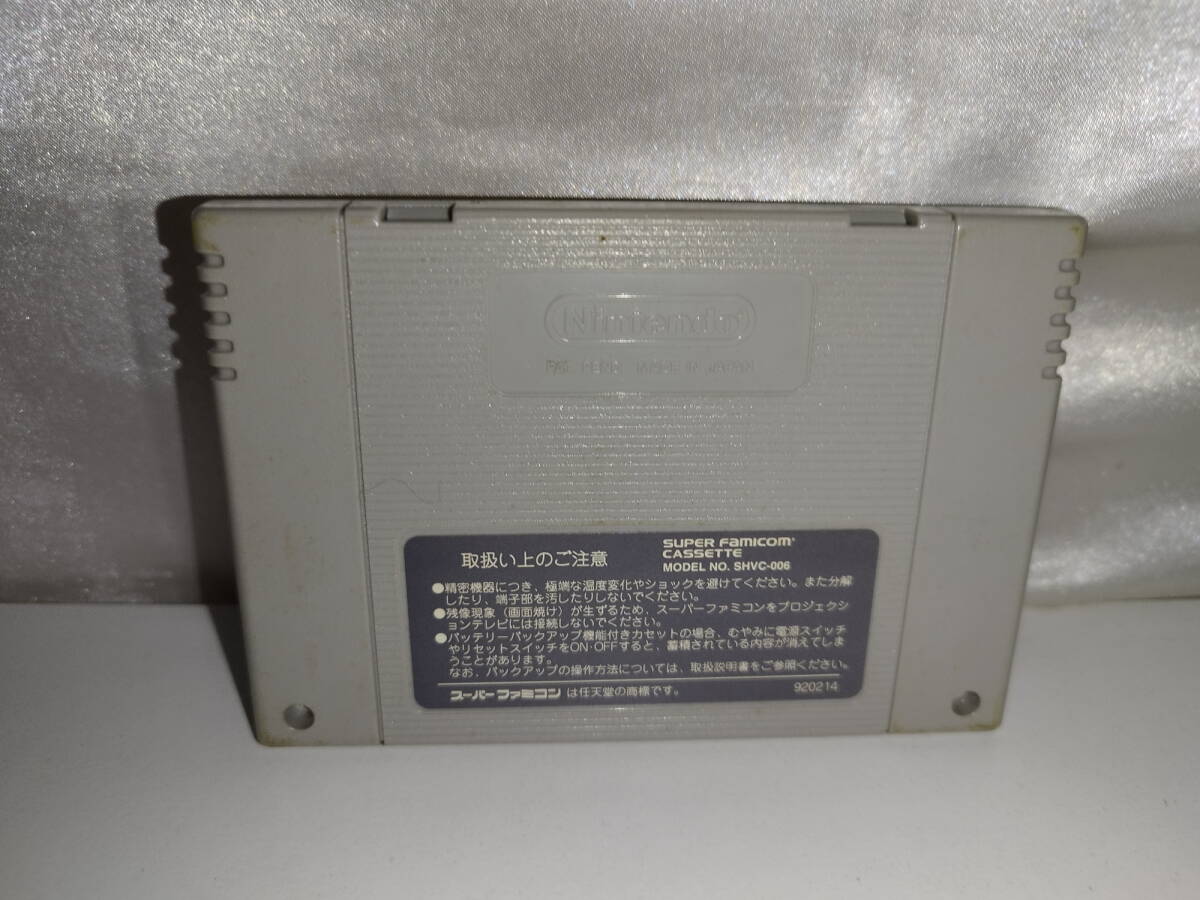 Nintendo
PAT. PEND. MADE IN JAPAN
取扱い上のご注意
SUPER FAMICOM
CASSETTE
MODEL NO. SHVC-006
●精密機器につき、極端な温度変化やショックを避けてください。また分解
したり、端子部を汚したりしないでください。
●残像現象(画面焼け)が生ずるため、スーパーファミコンをプロジェクシ
ョンテレビには接続しないでください。
●バッテリーバックアップ機能付きカセットの場合、むやみに電源スイッチ
やリセットスイッチをON·OFFすると、蓄積されている内容が消えてしま
うことがあります。
なお、バックアップの操作方法については、取扱説明書をご参照ください。
スーパーファミコンは任天堂の商標です。
920214